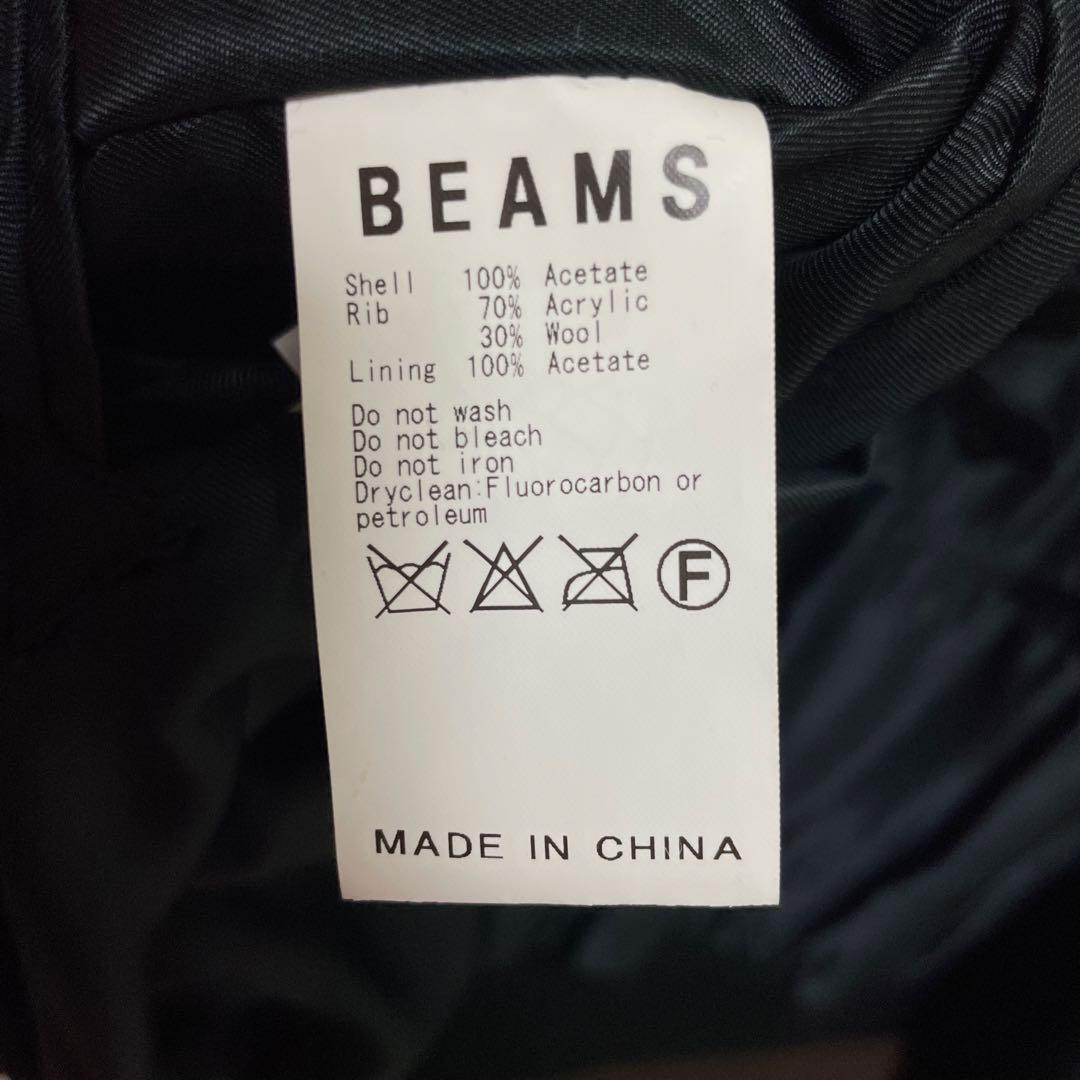 BEAMS
Shell 100% Acetate
Rib 70% Acrylic
30% Wool
Lining 100% Acetate
Do not wash
Do not bleach
Do not iron
Dryclean:Fluorocarbon or
petroleum
F
MADE IN CHINA